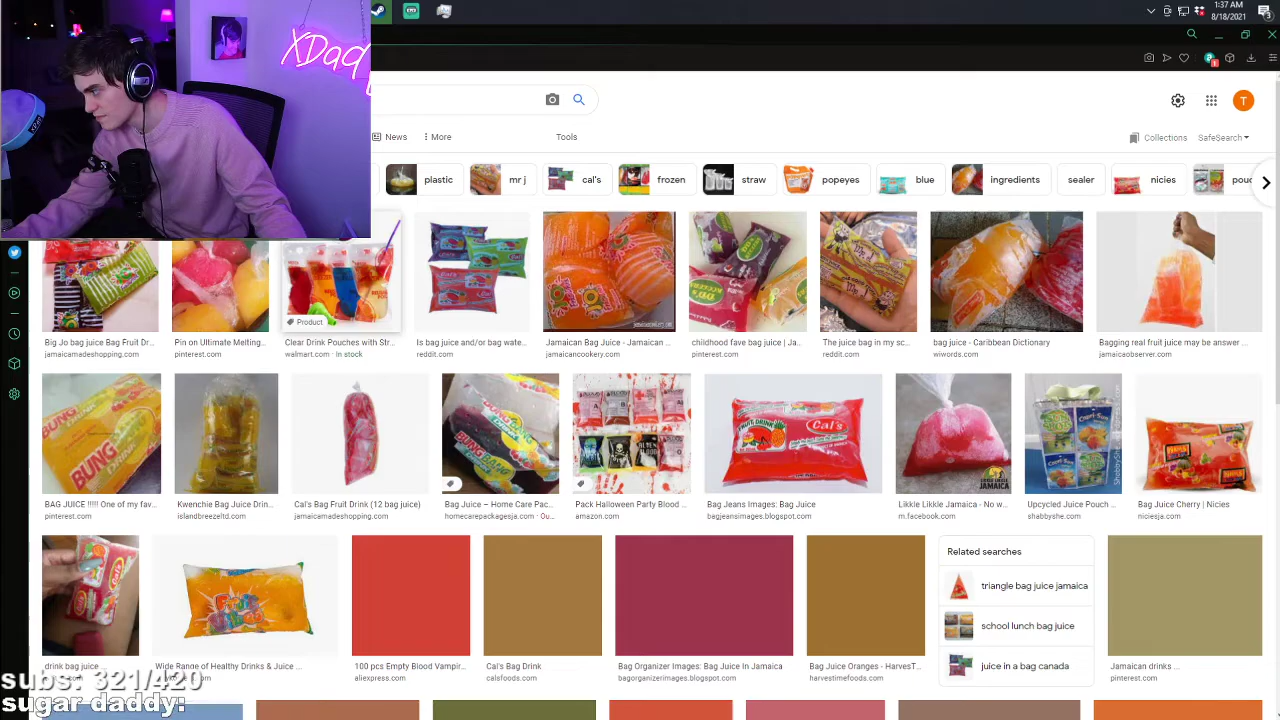 1:37 AM
8/18/2021
3
XDad
News
More
Tools
Collections
SafeSearch
T
plastic
mr j
cal's
frozen
straw
popeyes
blue
ingredients
sealer
nicies
pouc
Product
Big Jo bag juice Bag Fruit Dr...
jamaicamadeshopping.com
Pin on Ultimate Melting...
pinterest.com
Clear Drink Pouches with Str...
walmart.com · In stock
Is bag juice and/or bag wate...
reddit.com
Jamaican Bag Juice - Jamaican ...
jamaicancookery.com
childhood fave bag juice | Ja...
pinterest.com
The juice bag in my sc...
reddit.com
bag juice - Caribbean Dictionary
wiwords.com
Bagging real fruit juice may be answer ...
jamaicaobserver.com
BUNG
Cal's
LIKKLE LIKKLE
JAMAICA
BAG JUICE !!!!! One of my fav...
pinterest.com
Kwenchie Bag Juice Drin...
islandbreezeltd.com
Cal's Bag Fruit Drink (12 bag juice)
jamaicamadeshopping.com
Bag Juice – Home Care Pac...
homecarepackagesja.com · Ou...
Pack Halloween Party Blood ...
amazon.com
Bag Jeans Images: Bag Juice
bagjeansimages.blogspot.com
Likkle Likkle Jamaica - No w...
m.facebook.com
Upcycled Juice Pouch ...
shabbyshe.com
Bag Juice Cherry | Nicies
niciesja.com
Related searches
triangle bag juice jamaica
school lunch bag juice
juice in a bag canada
drink bag juice ...
Wide Range of Healthy Drinks & Juice ...
100 pcs Empty Blood Vampir...
aliexpress.com
Cal's Bag Drink
calsfoods.com
Bag Organizer Images: Bag Juice In Jamaica
bagorganizerimages.blogspot.com
Bag Juice Oranges - HarvesT...
harvestimefoods.com
Jamaican drinks ...
pinterest.com
subs: 321/420
sugar daddy: